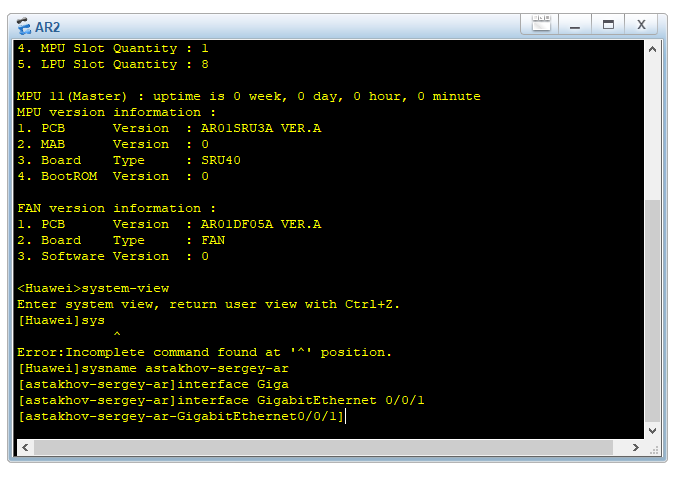 AR2
4. MPU Slot Quantity : 1
5. LPU Slot Quantity : 8
MPU 11(Master) : uptime is 0 week, 0 day, 0 hour, 0 minute
MPU version information :
1. PCB      Version  : AR01SRU3A VER.A
2. MAB      Version  : 0
3. Board    Type     : SRU40
4. BootROM  Version  : 0
FAN version information :
1. PCB      Version  : AR01DF05A VER.A
2. Board    Type     : FAN
3. Software Version  : 0
<Huawei>system-view
Enter system view, return user view with Ctrl+Z.
[Huawei]sys
            ^
Error:Incomplete command found at '^' position.
[Huawei]sysname astakhov-sergey-ar
[astakhov-sergey-ar]interface Giga
[astakhov-sergey-ar]interface GigabitEthernet 0/0/1
[astakhov-sergey-ar-GigabitEthernet0/0/1]